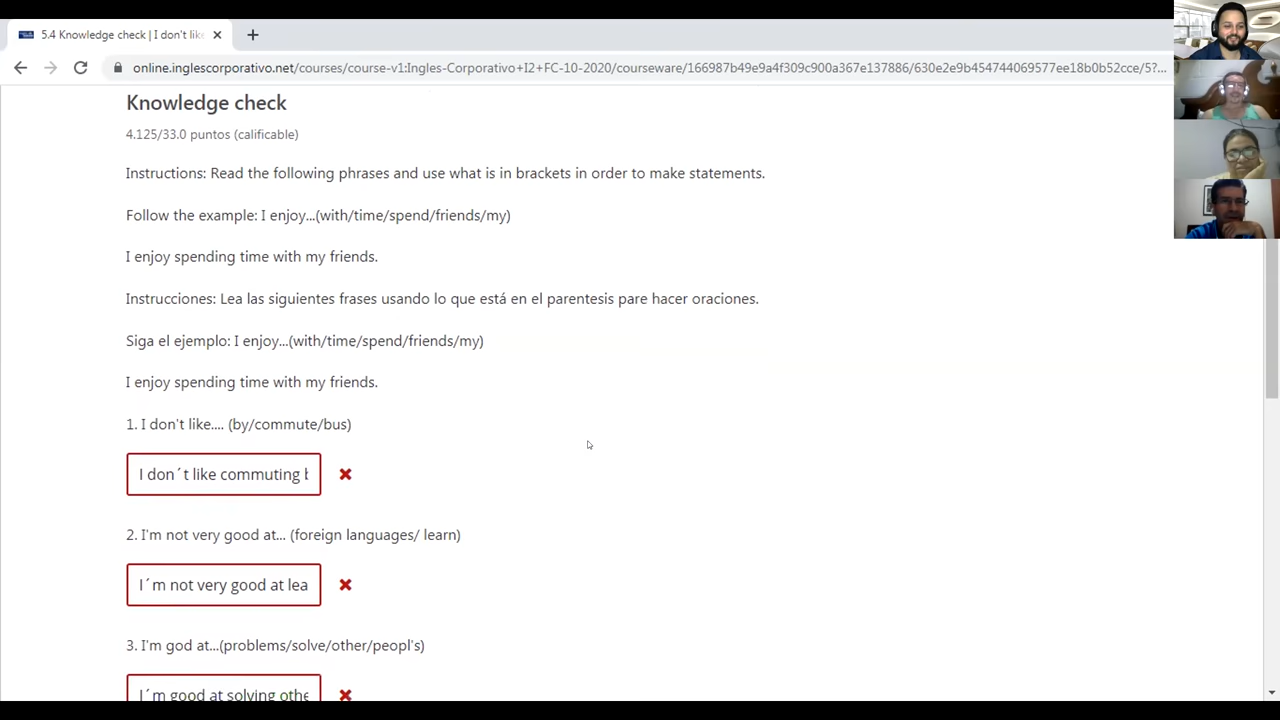 5.4 Knowledge check | I don't like
online.inglescorporativo.net/courses/course-v1:Ingles-Corporativo+I2+FC-10-2020/courseware/166987b49e9a4f309c900a367e137886/630e2e9b454744069577ee18b0b52cce/5?...
Knowledge check
4.125/33.0 puntos (calificable)
Instructions: Read the following phrases and use what is in brackets in order to make statements.
Follow the example: I enjoy...(with/time/spend/friends/my)
I enjoy spending time with my friends.
Instrucciones: Lea las siguientes frases usando lo que está en el parentesis pare hacer oraciones.
Siga el ejemplo: I enjoy...(with/time/spend/friends/my)
I enjoy spending time with my friends.
1. I don't like.... (by/commute/bus)
I don´t like commuting b
2. I'm not very good at... (foreign languages/ learn)
I´m not very good at lea
3. I'm god at...(problems/solve/other/peopl's)
I´m good at solving othe